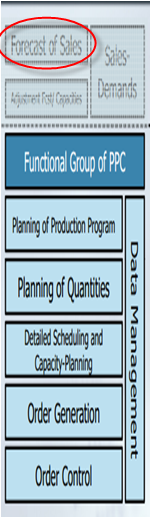 Forecast of Sales
Sales-
Demands
Adjustment Fcst/ Capacities
Functional Group of PPC
Planning of Production Program
Planning of Quantities
Detailed Scheduling and
Capacity-Planning
Order Generation
Order Control
Data Management